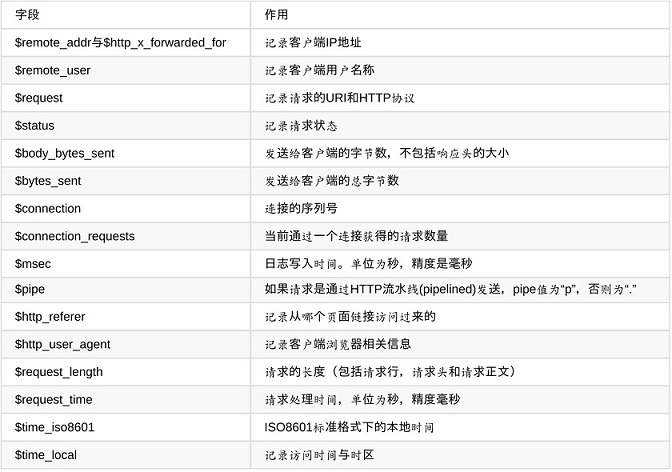 字段 作用
$remote_addr与$http_x_forwarded_for 记录客户端IP地址
$remote_user 记录客户端用户名称
$request 记录请求的URI和HTTP协议
$status 记录请求状态
$body_bytes_sent 发送给客户端的字节数，不包括响应头的大小
$bytes_sent 发送给客户端的总字节数
$connection 连接的序列号
$connection_requests 当前通过一个连接获得的请求数量
$msec 日志写入时间。单位为秒，精度是毫秒
$pipe 如果请求是通过HTTP流水线(pipelined)发送，pipe值为“p”，否则为“.”
$http_referer 记录从哪个页面链接访问过来的
$http_user_agent 记录客户端浏览器相关信息
$request_length 请求的长度（包括请求行，请求头和请求正文）
$request_time 请求处理时间，单位为秒，精度毫秒
$time_iso8601 ISO8601标准格式下的本地时间
$time_local 记录访问时间与时区